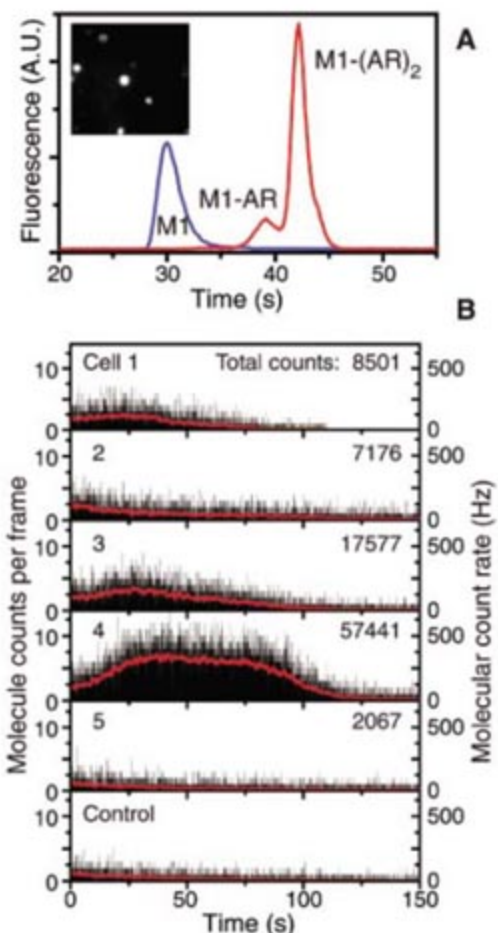 A
Fluorescence (A.U.)
M1-(AR)₂
M1-AR
M1
20 30 40 50
Time (s)
B
Molecule counts per frame
Molecular count rate (Hz)
Cell 1 Total counts: 8501
10 500
0 0
2 7176
10 500
0 0
3 17577
10 500
0 0
4 57441
10 500
0 0
5 2067
10 500
0 0
Control
10 500
0 0
0 50 100 150
Time (s)